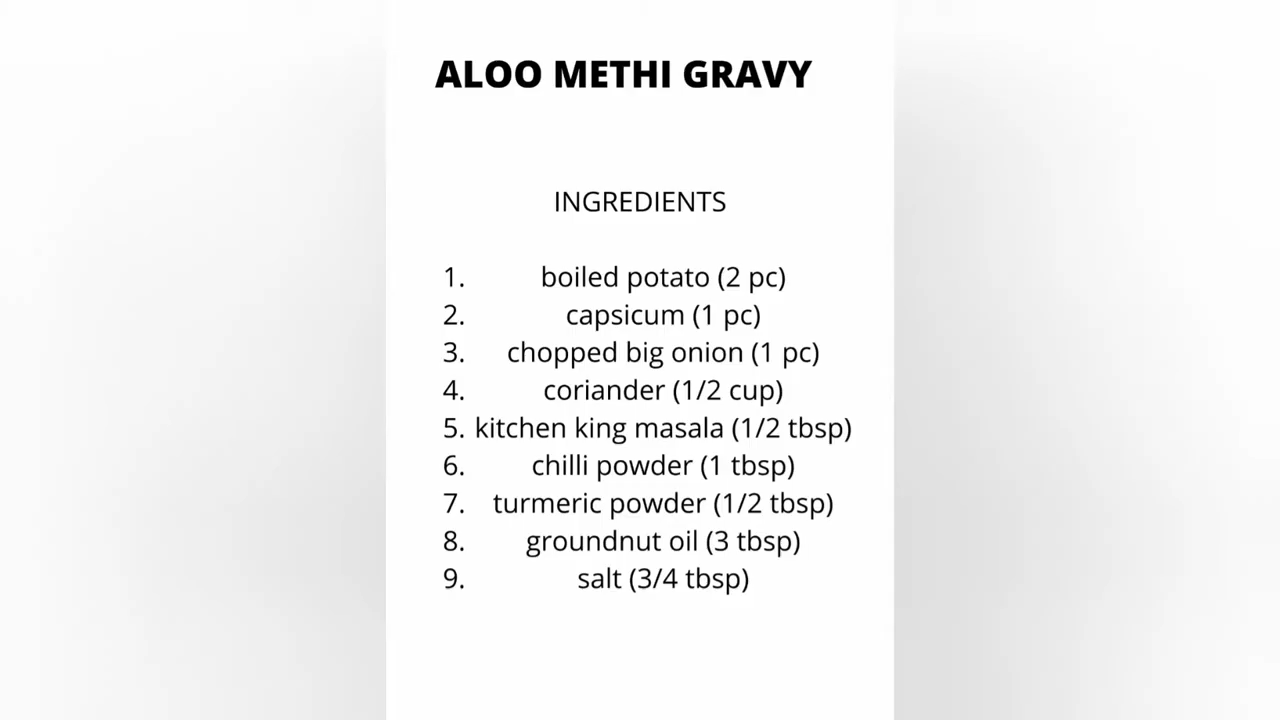 ALOO METHI GRAVY
INGREDIENTS
1. boiled potato (2 pc)
2. capsicum (1 pc)
3. chopped big onion (1 pc)
4. coriander (1/2 cup)
5. kitchen king masala (1/2 tbsp)
6. chilli powder (1 tbsp)
7. turmeric powder (1/2 tbsp)
8. groundnut oil (3 tbsp)
9. salt (3/4 tbsp)